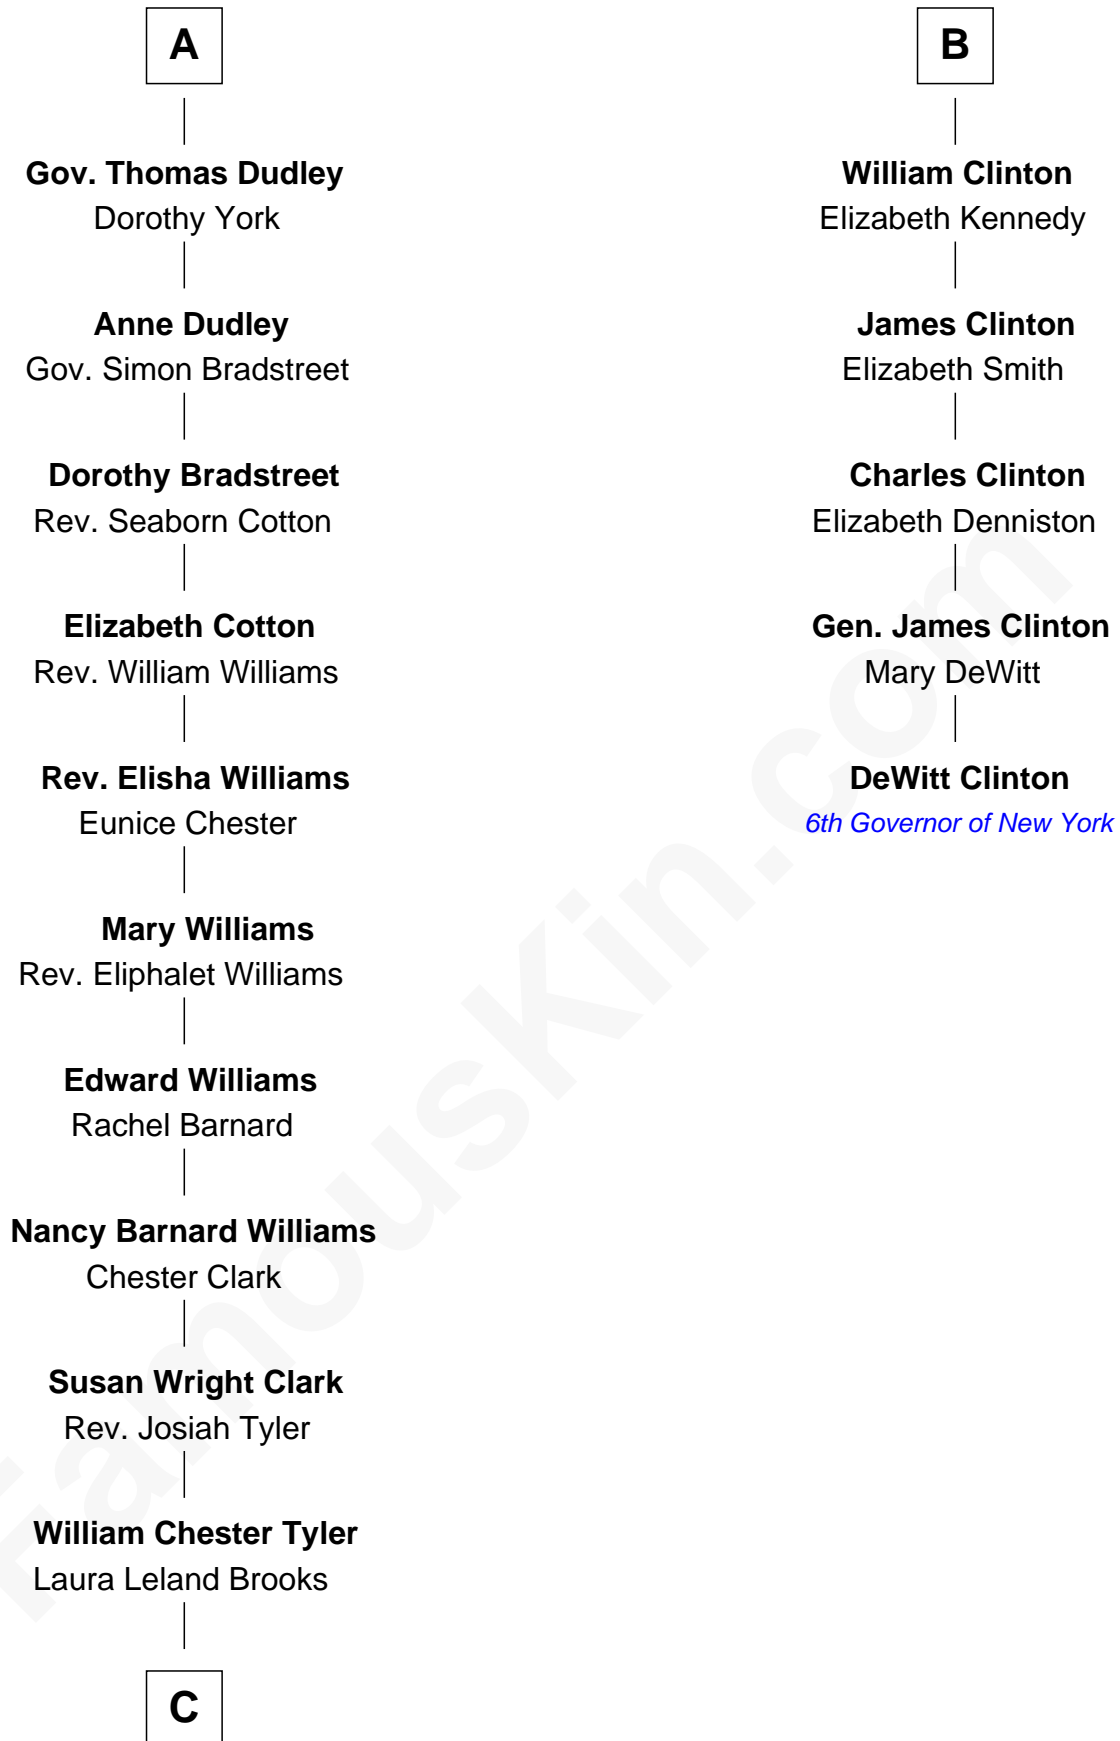 A
Gov. Thomas Dudley
Dorothy York
Anne Dudley
Gov. Simon Bradstreet
Dorothy Bradstreet
Rev. Seaborn Cotton
Elizabeth Cotton
Rev. William Williams
Rev. Elisha Williams
Eunice Chester
Mary Williams
Rev. Eliphalet Williams
Edward Williams
Rachel Barnard
Nancy Barnard Williams
Chester Clark
Susan Wright Clark
Rev. Josiah Tyler
William Chester Tyler
Laura Leland Brooks
C
B
William Clinton
Elizabeth Kennedy
James Clinton
Elizabeth Smith
Charles Clinton
Elizabeth Denniston
Gen. James Clinton
Mary DeWitt
DeWitt Clinton
6th Governor of New York
FamousKin.com